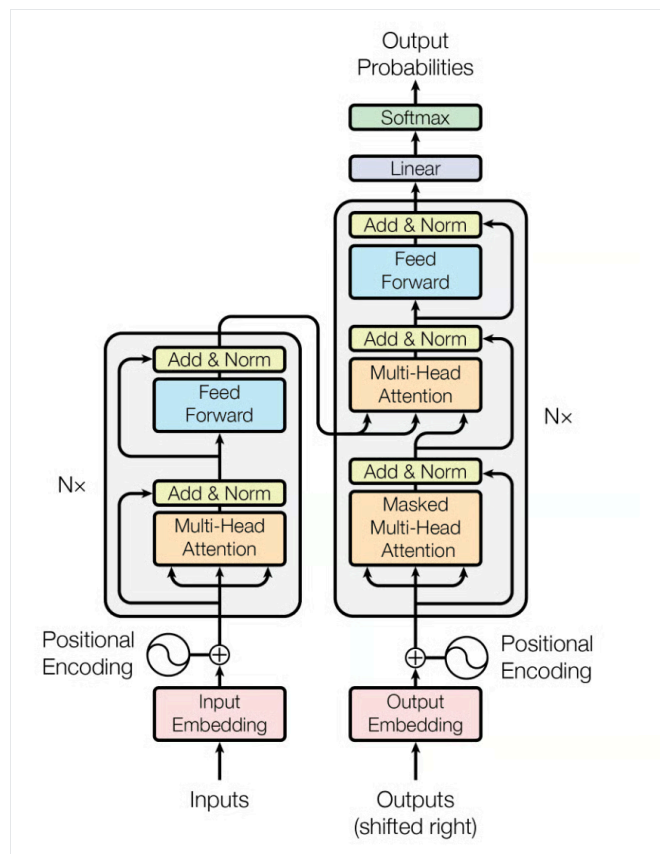 Output
Probabilities
Softmax
Linear
Add & Norm
Feed
Forward
Add & Norm
Multi-Head
Attention
Add & Norm
Masked
Multi-Head
Attention
N×
Add & Norm
Feed
Forward
Add & Norm
Multi-Head
Attention
N×
Positional
Encoding
Positional
Encoding
Input
Embedding
Output
Embedding
Inputs
Outputs
(shifted right)